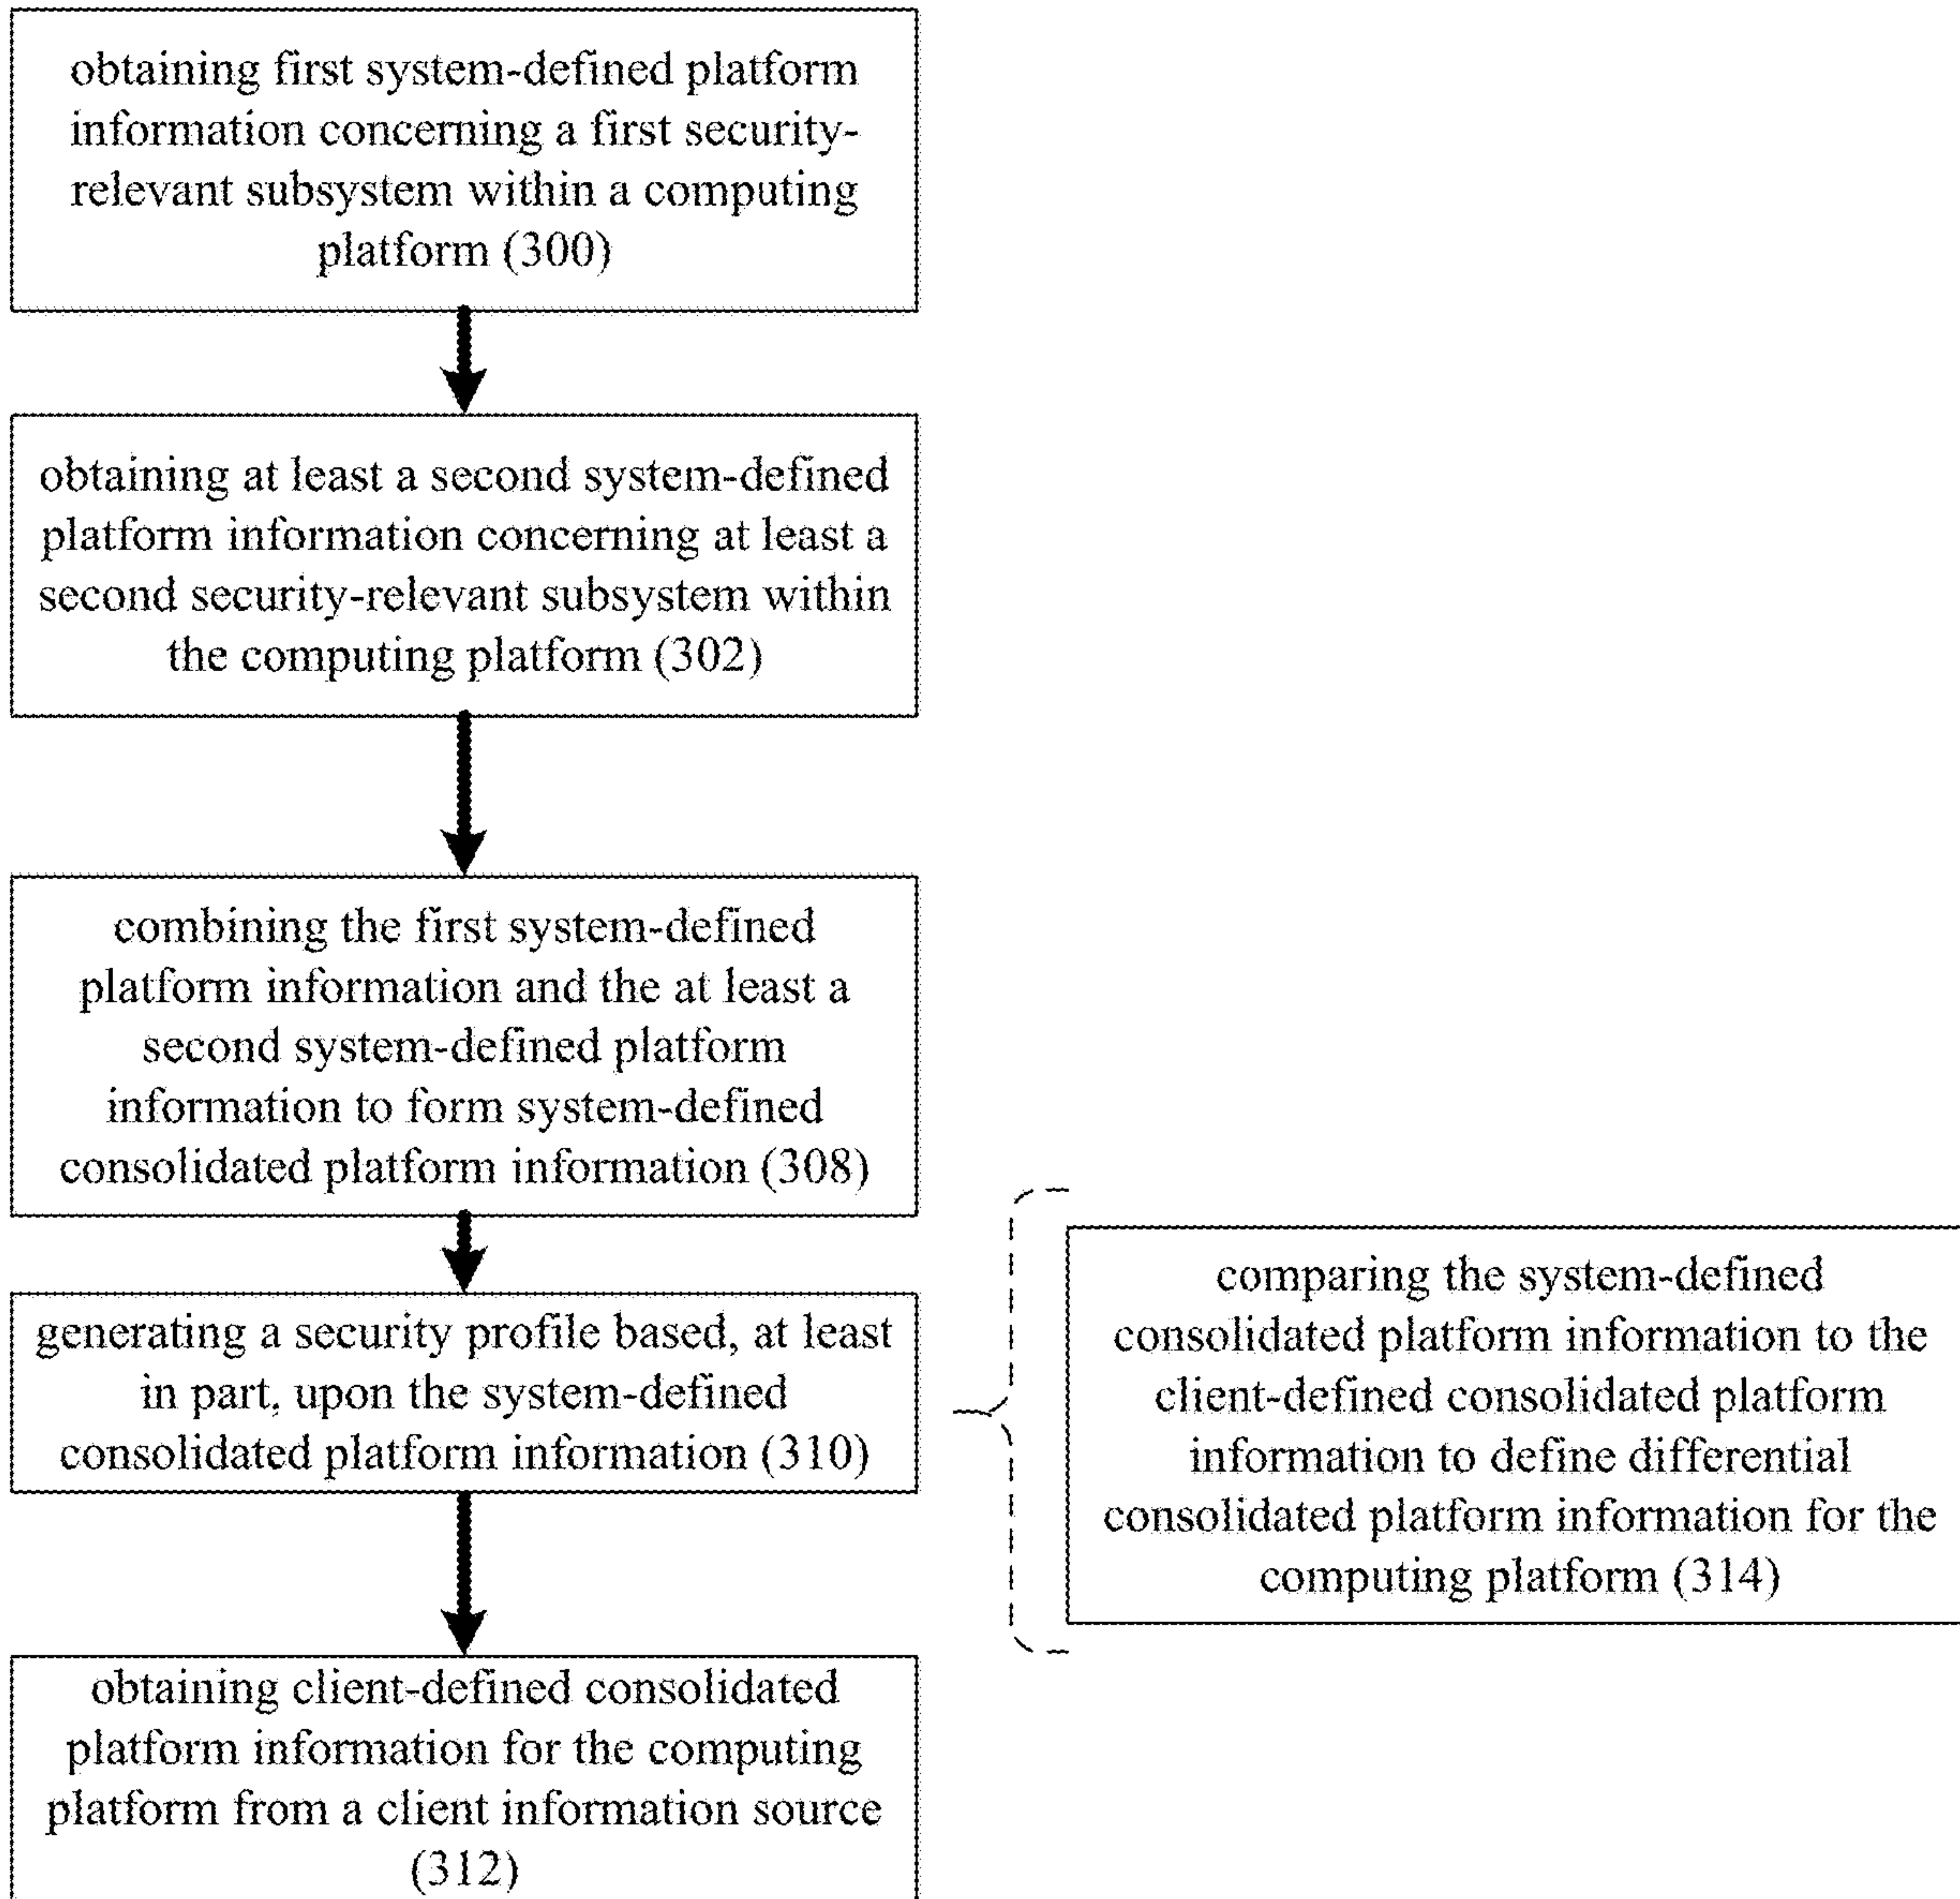 obtaining first system-defined platform
information concerning a first security-
relevant subsystem within a computing
platform (300)
obtaining at least a second system-defined
platform information concerning at least a
second security-relevant subsystem within
the computing platform (302)
combining the first system-defined
platform information and the at least a
second system-defined platform
information to form system-defined
consolidated platform information (308)
generating a security profile based, at least
in part, upon the system-defined
consolidated platform information (310)
comparing the system-defined
consolidated platform information to the
client-defined consolidated platform
information to define differential
consolidated platform information for the
computing platform (314)
obtaining client-defined consolidated
platform information for the computing
platform from a client information source
(312)